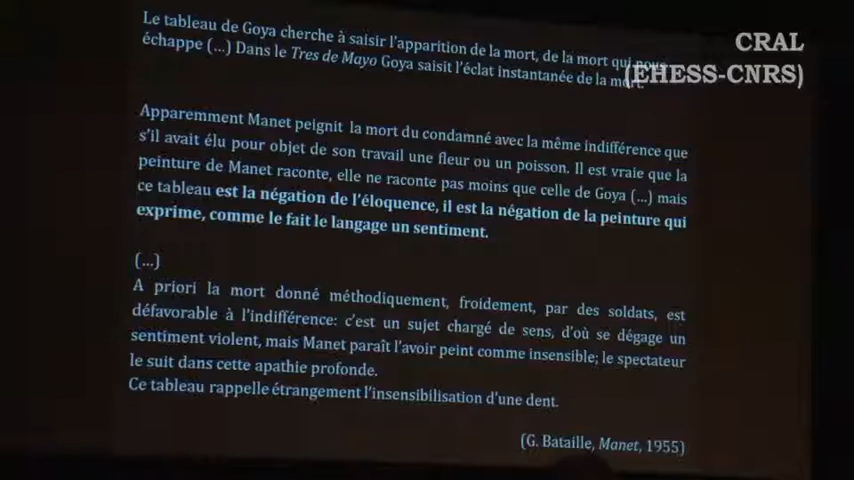 Le tableau de Goya cherche à saisir l'apparition de la mort, de la mort qui nous
échappe (...) Dans le Tres de Mayo Goya saisit l'éclat instantanée de la mort.
CRAL
(EHESS-CNRS)
Apparemment Manet peignit la mort du condamné avec la même indifférence que
s'il avait élu pour objet de son travail une fleur ou un poisson. Il est vraie que la
peinture de Manet raconte, elle ne raconte pas moins que celle de Goya (...) mais
ce tableau est la négation de l'éloquence, il est la négation de la peinture qui
exprime, comme le fait le langage un sentiment.
(...)
A priori la mort donné méthodiquement, froidement, par des soldats, est
défavorable à l'indifférence: c'est un sujet chargé de sens, d'où se dégage un
sentiment violent, mais Manet paraît l'avoir peint comme insensible; le spectateur
le suit dans cette apathie profonde.
Ce tableau rappelle étrangement l'insensibilisation d'une dent.
(G. Bataille, Manet, 1955)